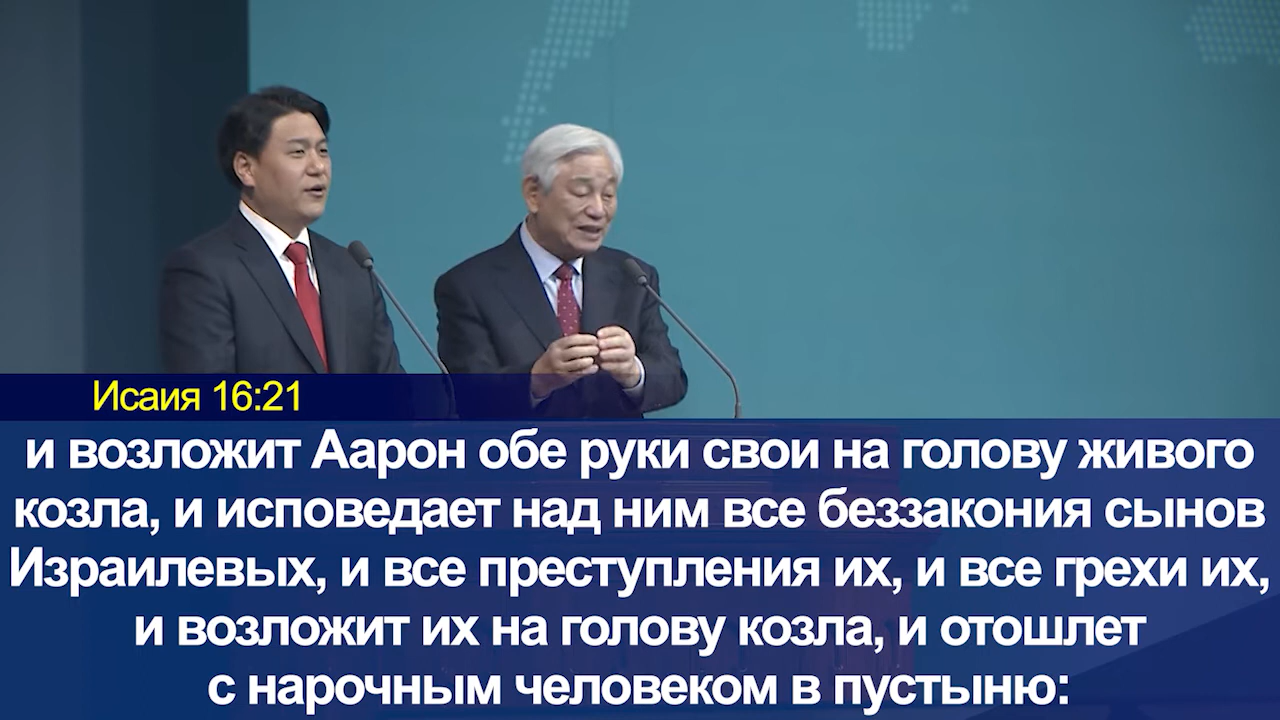 Исаия 16:21
и возложит Аарон обе руки свои на голову живого
козла, и исповедает над ним все беззакония сынов
Израилевых, и все преступления их, и все грехи их,
и возложит их на голову козла, и отошлет
с нарочным человеком в пустыню: